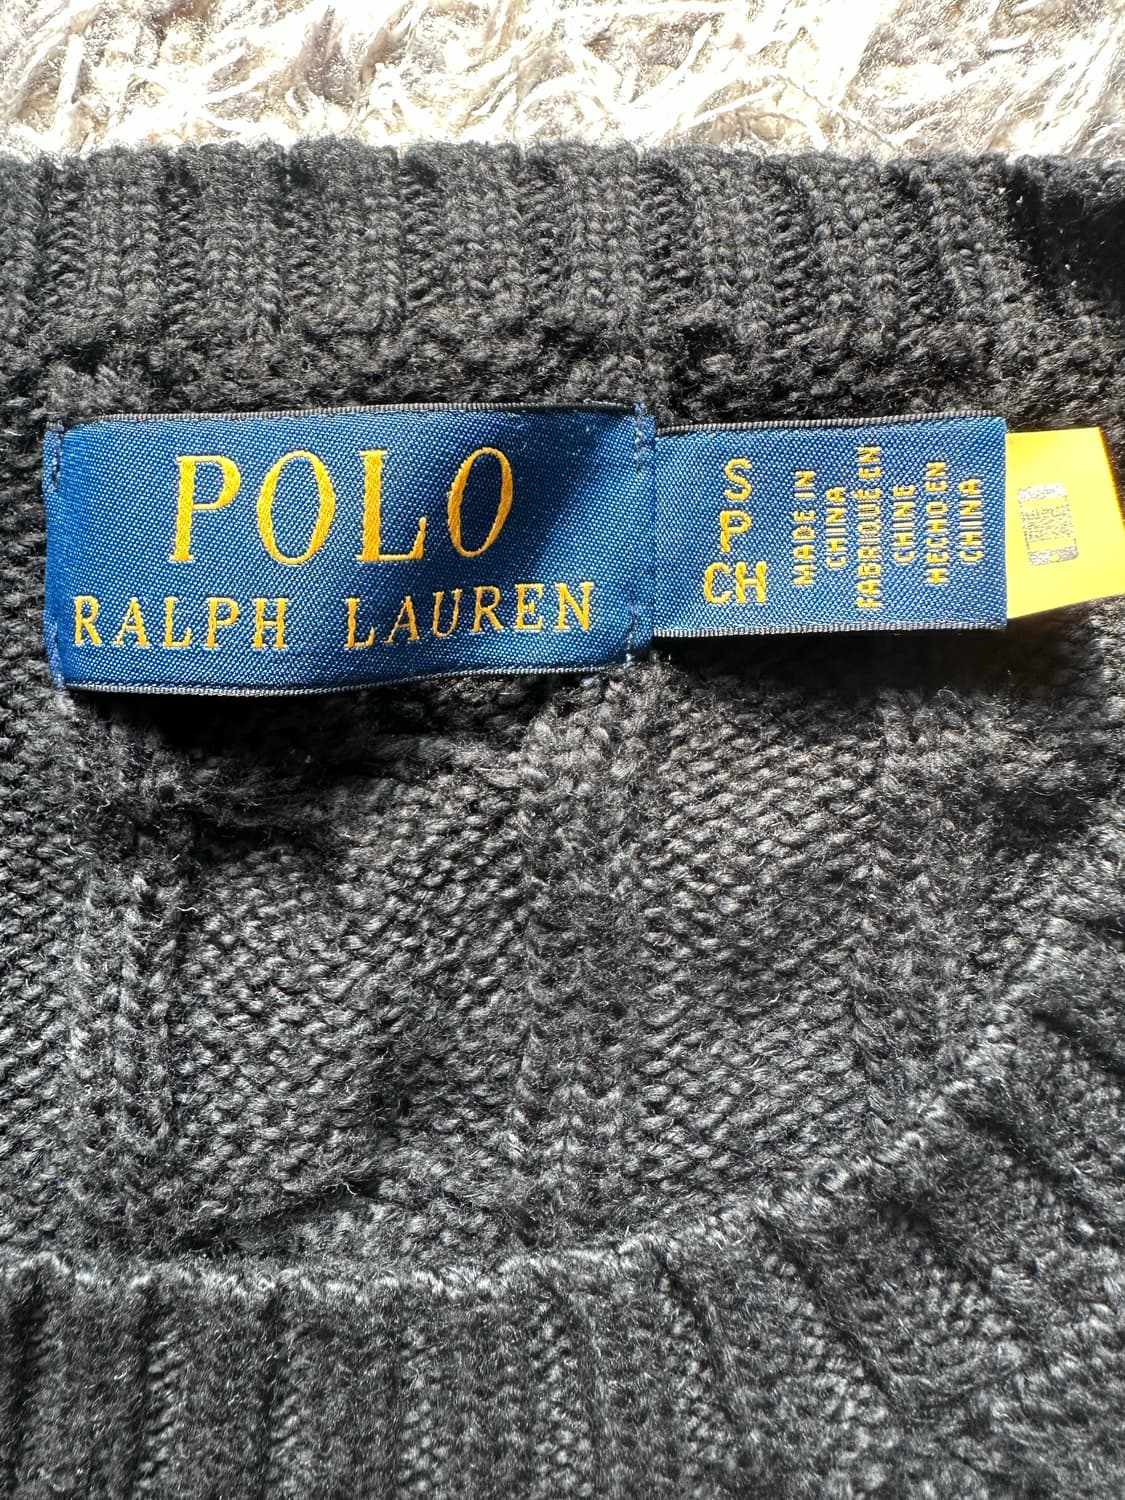 POLO
RALPH LAUREN
S
P
CH
MADE IN
CHINA
FABRIQUÉ EN
CHINE
HECHO EN
CHINA